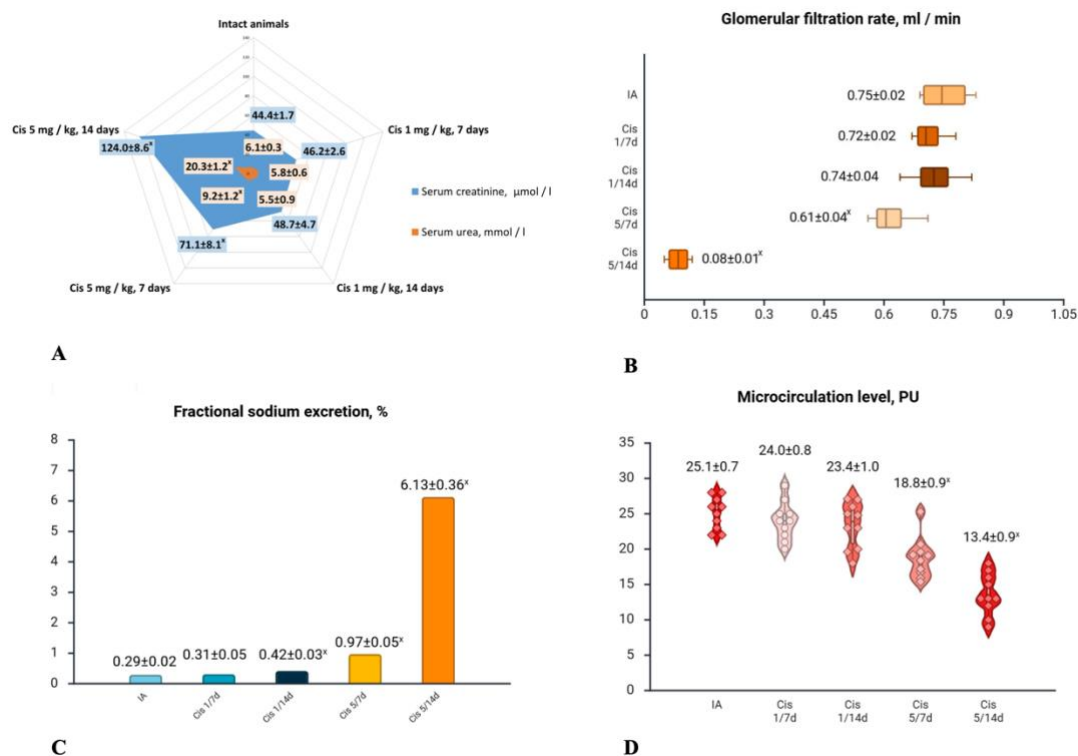 Intact animals
140
120
100
80
44.4±1.7
Cis 5 mg / kg, 14 days
Cis 1 mg / kg, 7 days
124.0±8.6ˣ
6.1±0.3
46.2±2.6
20.3±1.2ˣ
5.8±0.6
9.2±1.2ˣ
5.5±0.9
48.7±4.7
71.1±8.1ˣ
Cis 5 mg / kg, 7 days
Cis 1 mg / kg, 14 days
Serum creatinine, μmol / l
Serum urea, mmol / l
A
Glomerular filtration rate, ml / min
IA
0.75±0.02
Cis
1/7d
0.72±0.02
Cis
1/14d
0.74±0.04
Cis
5/7d
0.61±0.04ˣ
Cis
5/14d
0.08±0.01ˣ
0 0.15 0.3 0.45 0.6 0.75 0.9 1.05
B
Fractional sodium excretion, %
8
7
6
5
4
3
2
1
0
0.29±0.02
0.31±0.05
0.42±0.03ˣ
0.97±0.05ˣ
6.13±0.36ˣ
IA
Cis 1/7d
Cis 1/14d
Cis 5/7d
Cis 5/14d
C
Microcirculation level, PU
35
30
25
20
15
10
5
0
25.1±0.7
24.0±0.8
23.4±1.0
18.8±0.9ˣ
13.4±0.9ˣ
IA
Cis
1/7d
Cis
1/14d
Cis
5/7d
Cis
5/14d
D